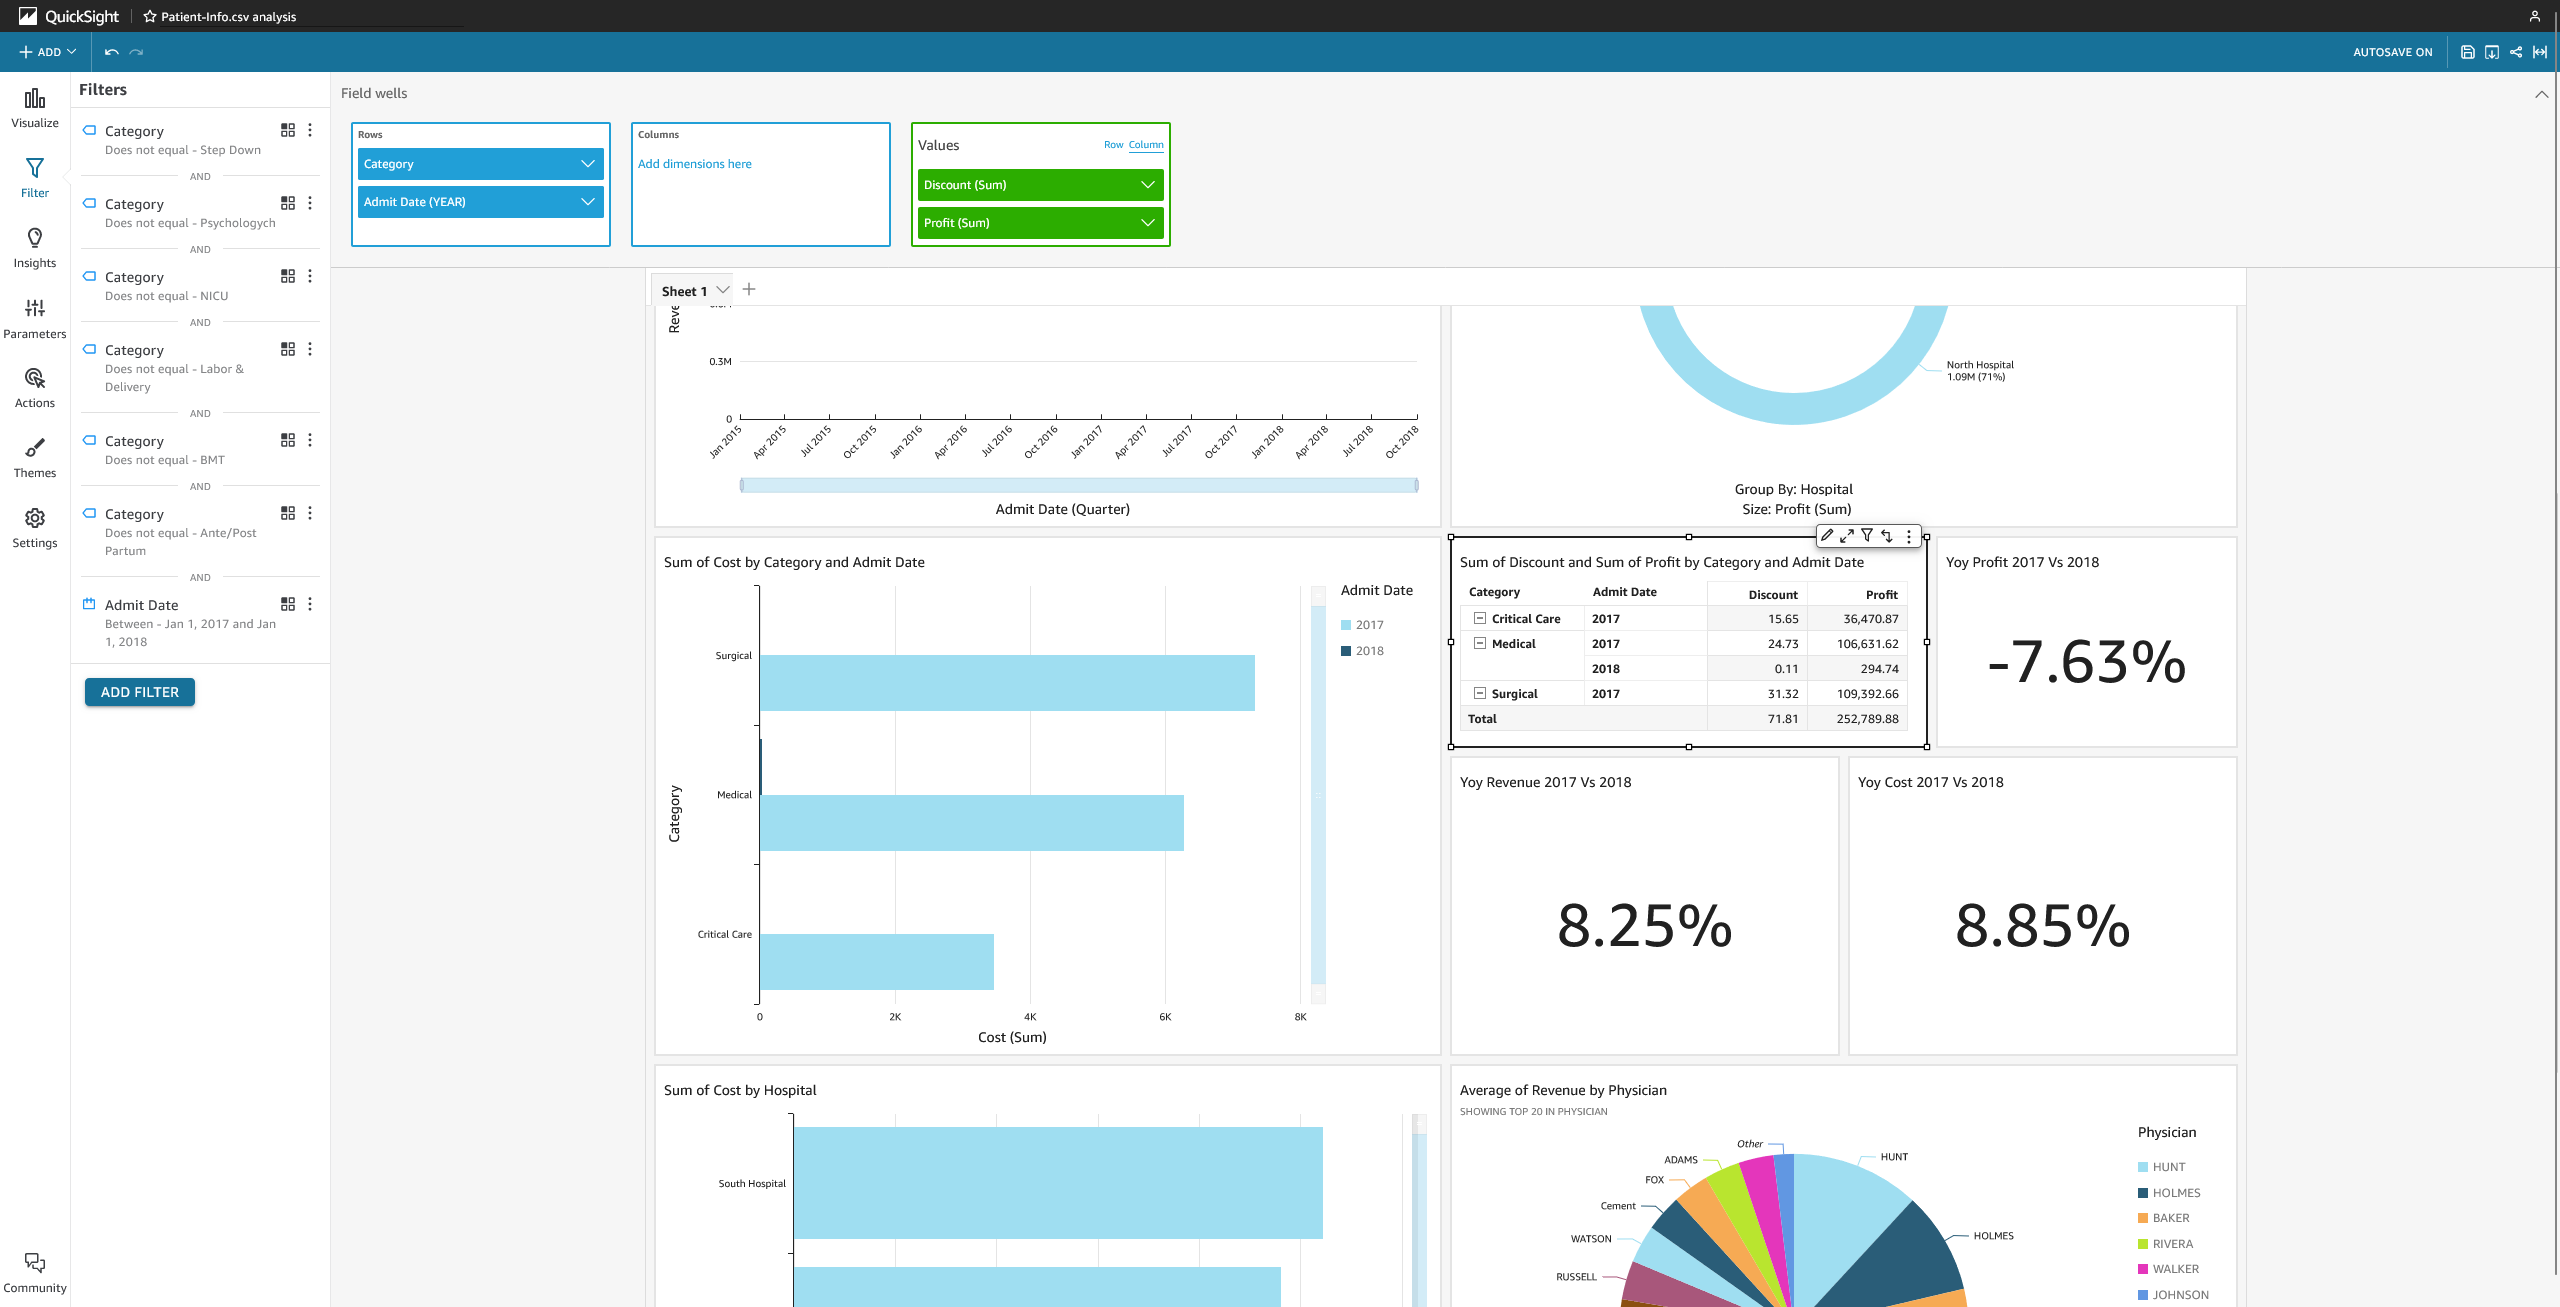 QuickSight
Patient-Info.csv analysis
ADD
AUTOSAVE ON
Visualize
Filter
Insights
Parameters
Actions
Themes
Settings
Community
Filters
Category
Does not equal - Step Down
AND
Category
Does not equal - Psychologych
AND
Category
Does not equal - NICU
AND
Category
Does not equal - Labor &
Delivery
AND
Category
Does not equal - BMT
AND
Category
Does not equal - Ante/Post
Partum
AND
Admit Date
Between - Jan 1, 2017 and Jan
1, 2018
ADD FILTER
Field wells
Rows
Category
Admit Date (YEAR)
Columns
Add dimensions here
Values
Row Column
Discount (Sum)
Profit (Sum)
Sheet 1
0.3M
0
Jan 2015 Apr 2015 Jul 2015 Oct 2015 Jan 2016 Apr 2016 Jul 2016 Oct 2016 Jan 2017 Apr 2017 Jul 2017 Oct 2017 Jan 2018 Apr 2018 Jul 2018 Oct 2018
Admit Date (Quarter)
North Hospital
1.09M (71%)
Group By: Hospital
Size: Profit (Sum)
Sum of Cost by Category and Admit Date
Category
Surgical
Medical
Critical Care
0 2K 4K 6K 8K
Cost (Sum)
Admit Date
2017
2018
Sum of Discount and Sum of Profit by Category and Admit Date
Category Admit Date Discount Profit
Critical Care 2017 15.65 36,470.87
Medical 2017 24.73 106,631.62
2018 0.11 294.74
Surgical 2017 31.32 109,392.66
Total 71.81 252,789.88
Yoy Profit 2017 Vs 2018
-7.63%
Yoy Revenue 2017 Vs 2018
8.25%
Yoy Cost 2017 Vs 2018
8.85%
Sum of Cost by Hospital
South Hospital
Average of Revenue by Physician
SHOWING TOP 20 IN PHYSICIAN
Other
ADAMS
FOX
Cement
WATSON
RUSSELL
HUNT
HOLMES
Physician
HUNT
HOLMES
BAKER
RIVERA
WALKER
JOHNSON